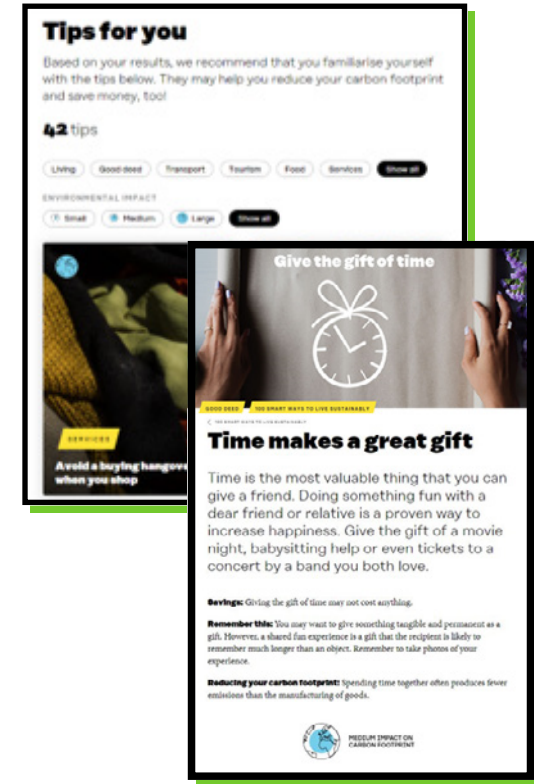 Tips for you
Based on your results, we recommend that you familiarise yourself
with the tips below. They may help you reduce your carbon footprint
and save money, too!
42 tips
Living Good deed Transport Tourism Food Services Show all
ENVIRONMENTAL IMPACT
Small Medium Large Show all
SERVICES
Avoid a buying hangover
when you shop
Give the gift of time
GOOD DEED 100 SMART WAYS TO LIVE SUSTAINABLY
100 SMART WAYS TO LIVE SUSTAINABLY
Time makes a great gift
Time is the most valuable thing that you can
give a friend. Doing something fun with a
dear friend or relative is a proven way to
increase happiness. Give the gift of a movie
night, babysitting help or even tickets to a
concert by a band you both love.
Savings: Giving the gift of time may not cost anything.
Remember this: You may want to give something tangible and permanent as a
gift. However, a shared fun experience is a gift that the recipient is likely to
remember much longer than an object. Remember to take photos of your
experience.
Reducing your carbon footprint: Spending time together often produces fewer
emissions than the manufacturing of goods.
MEDIUM IMPACT ON
CARBON FOOTPRINT